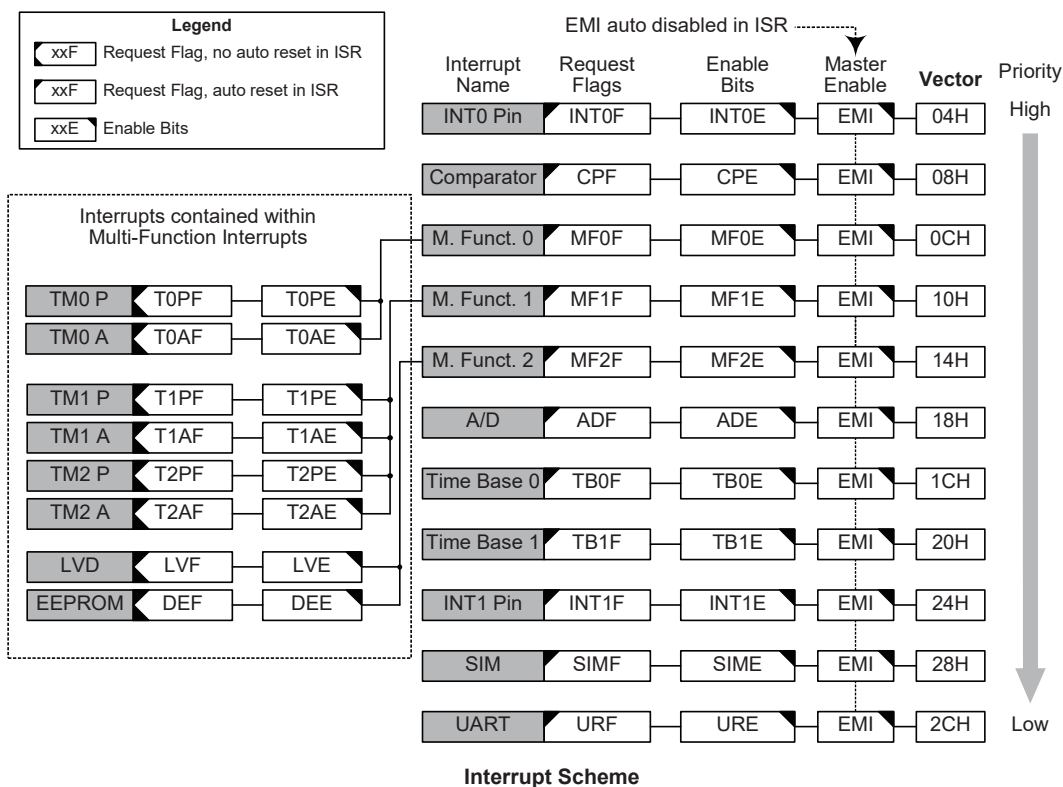 Legend
xxF Request Flag, no auto reset in ISR
xxF Request Flag, auto reset in ISR
xxE Enable Bits
EMI auto disabled in ISR
Interrupt Name Request Flags Enable Bits Master Enable Vector Priority
High
INT0 Pin INT0F INT0E EMI 04H
Comparator CPF CPE EMI 08H
M. Funct. 0 MF0F MF0E EMI 0CH
M. Funct. 1 MF1F MF1E EMI 10H
M. Funct. 2 MF2F MF2E EMI 14H
A/D ADF ADE EMI 18H
Time Base 0 TB0F TB0E EMI 1CH
Time Base 1 TB1F TB1E EMI 20H
INT1 Pin INT1F INT1E EMI 24H
SIM SIMF SIME EMI 28H
UART URF URE EMI 2CH
Low
Interrupts contained within
Multi-Function Interrupts
TM0 P T0PF T0PE
TM0 A T0AF T0AE
TM1 P T1PF T1PE
TM1 A T1AF T1AE
TM2 P T2PF T2PE
TM2 A T2AF T2AE
LVD LVF LVE
EEPROM DEF DEE
Interrupt Scheme